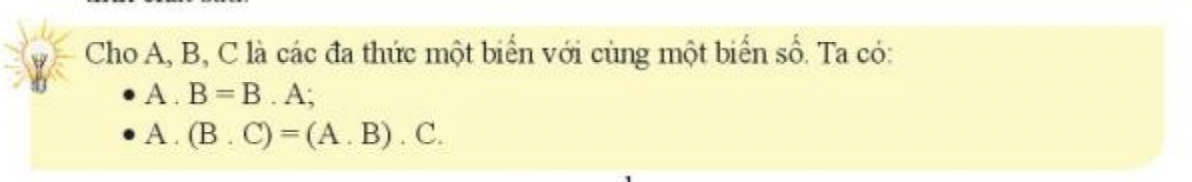 Cho A, B, C là các đa thức một biến với cùng một biến số. Ta có:
• A . B = B . A;
• A . (B . C) = (A . B) . C.